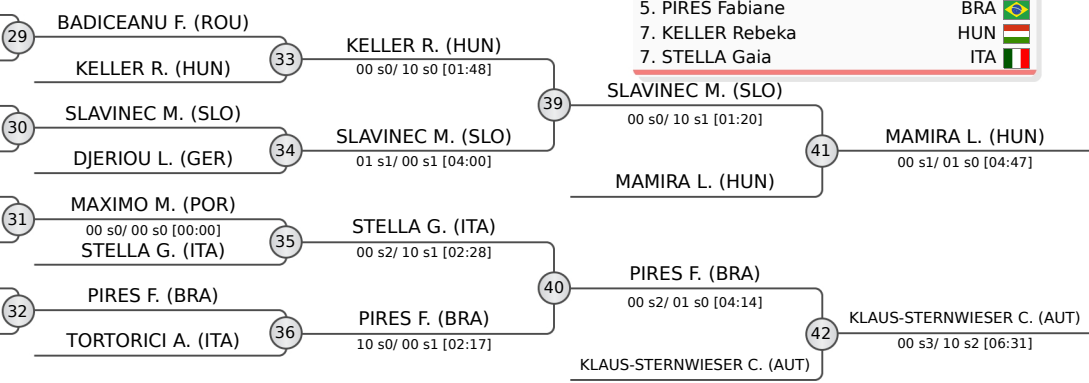 5. PIRES Fabiane BRA
7. KELLER Rebeka HUN
7. STELLA Gaia ITA
29
BADICEANU F. (ROU)
KELLER R. (HUN)
33
KELLER R. (HUN)
00 s0/ 10 s0 [01:48]
30
SLAVINEC M. (SLO)
DJERIOU L. (GER)
34
SLAVINEC M. (SLO)
01 s1/ 00 s1 [04:00]
39
SLAVINEC M. (SLO)
00 s0/ 10 s1 [01:20]
MAMIRA L. (HUN)
41
MAMIRA L. (HUN)
00 s1/ 01 s0 [04:47]
31
MAXIMO M. (POR)
00 s0/ 00 s0 [00:00]
STELLA G. (ITA)
35
STELLA G. (ITA)
00 s2/ 10 s1 [02:28]
32
PIRES F. (BRA)
TORTORICI A. (ITA)
36
PIRES F. (BRA)
10 s0/ 00 s1 [02:17]
40
PIRES F. (BRA)
00 s2/ 01 s0 [04:14]
KLAUS-STERNWIESER C. (AUT)
42
KLAUS-STERNWIESER C. (AUT)
00 s3/ 10 s2 [06:31]